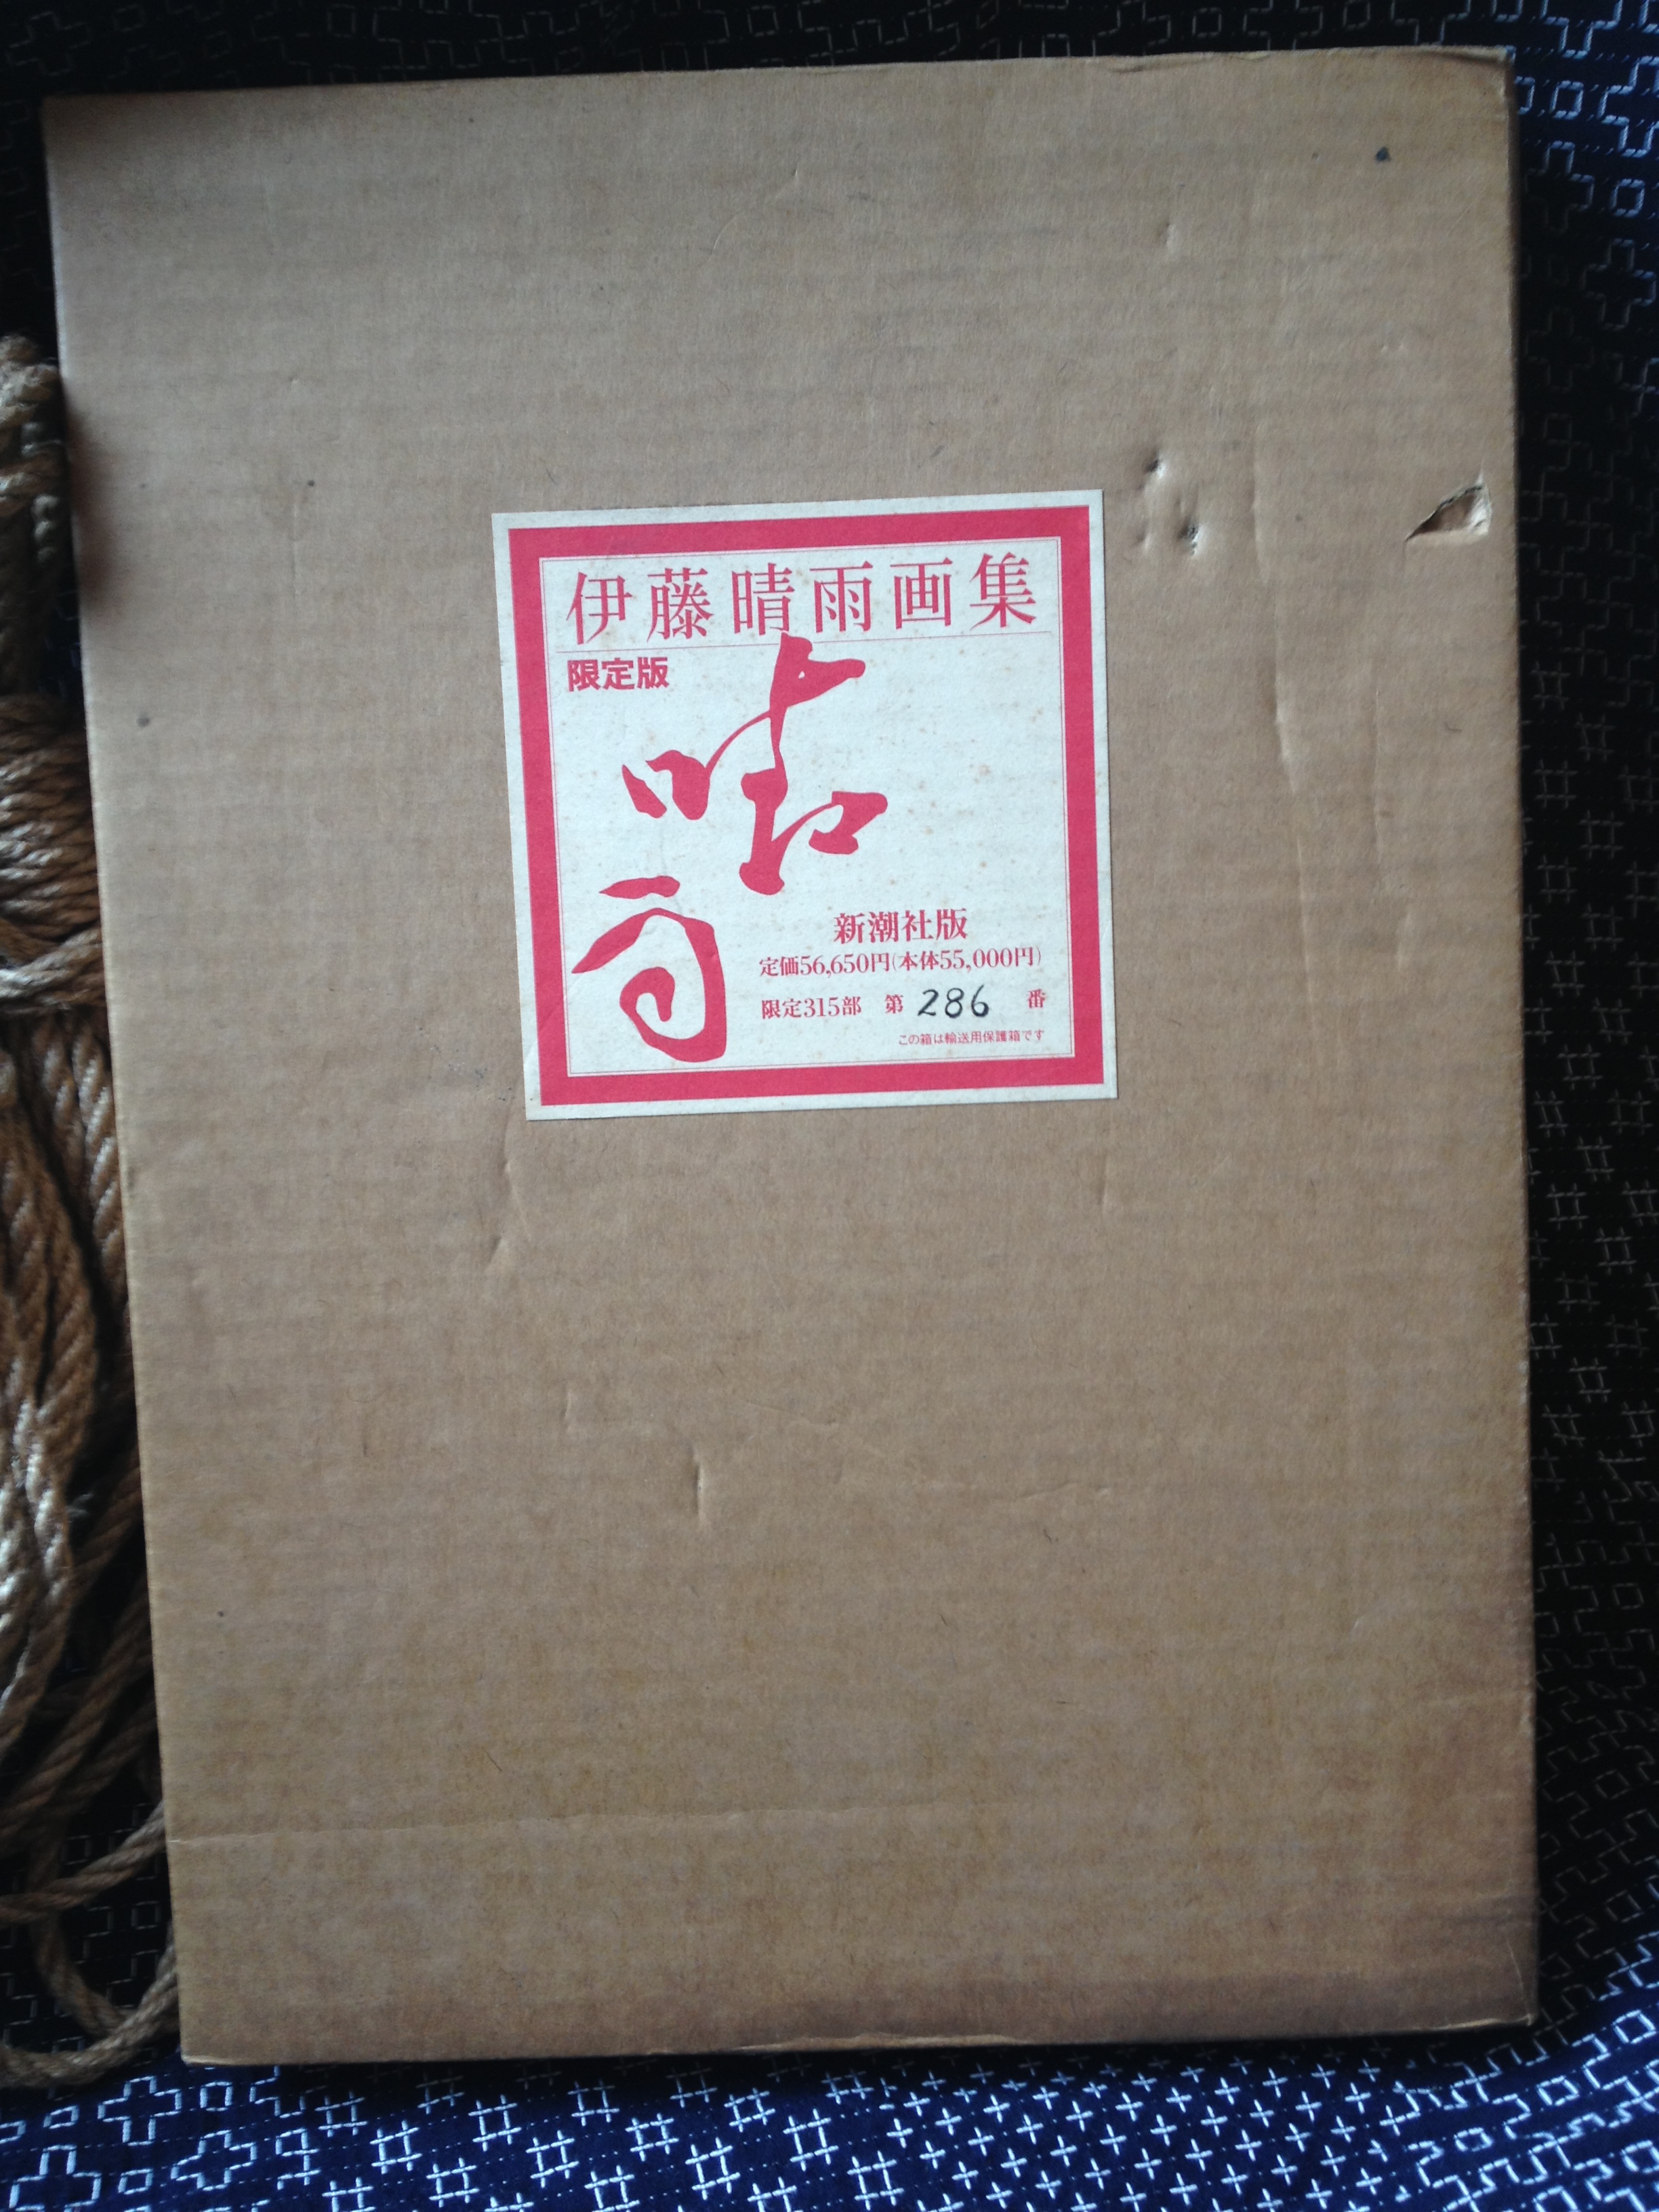 伊藤晴雨画集
限定版
晴雨
新潮社版
定価56,650円(本体55,000円)
限定315部 第 286 番
この箱は輸送用保護箱です